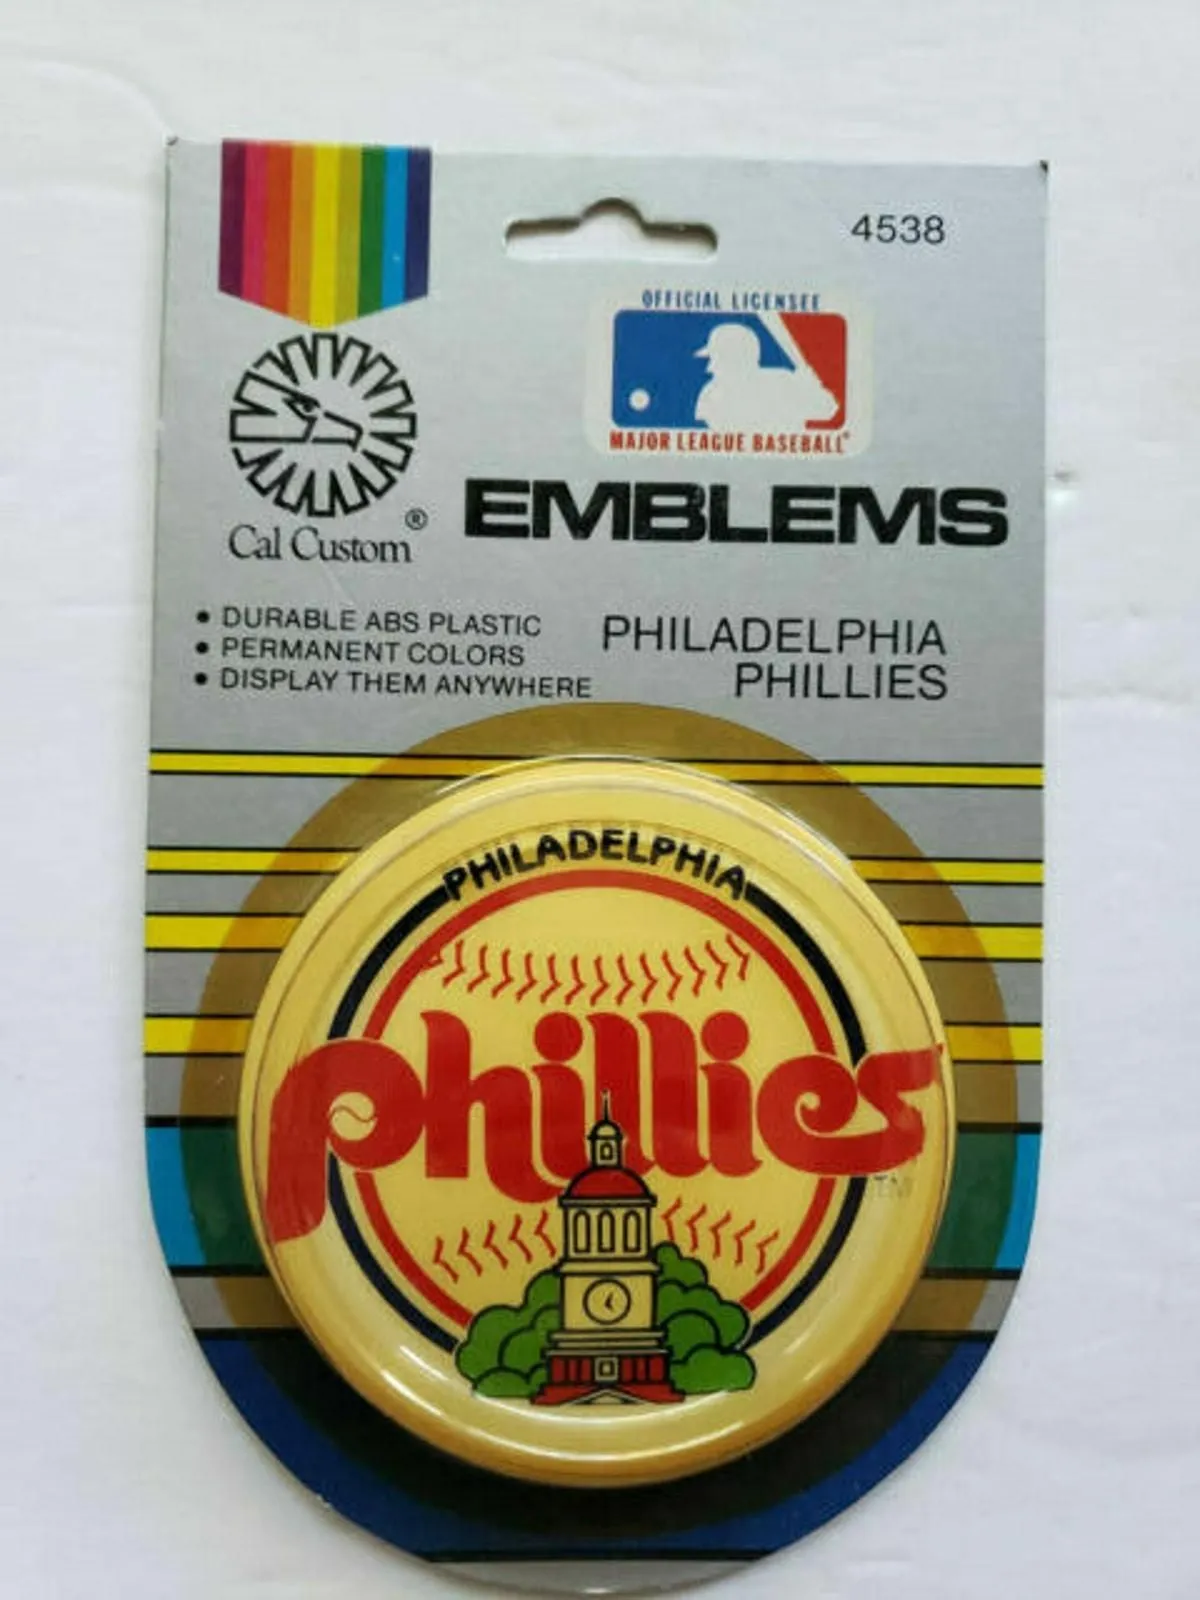 4538
OFFICIAL LICENSEE
MAJOR LEAGUE BASEBALL®
Cal Custom®
EMBLEMS
• DURABLE ABS PLASTIC
• PERMANENT COLORS
• DISPLAY THEM ANYWHERE
PHILADELPHIA
PHILLIES
PHILADELPHIA
phillies
TM